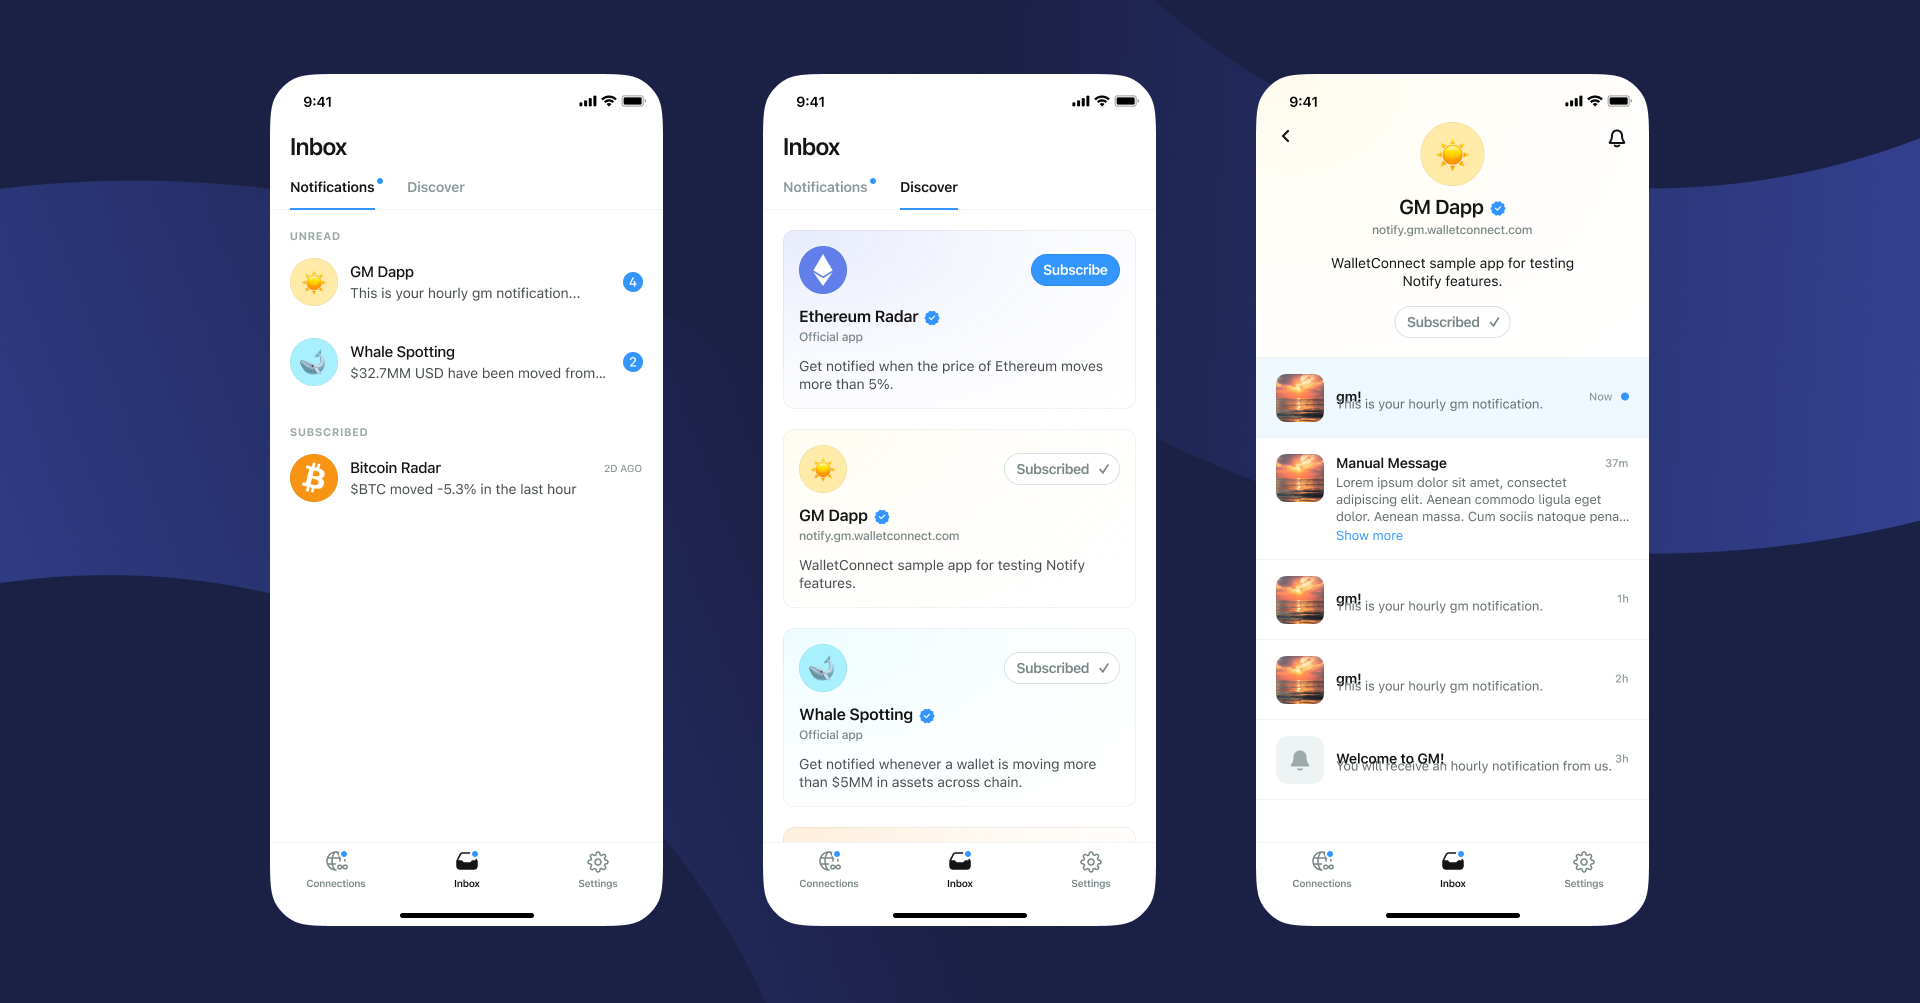 9:41
Inbox
Notifications Discover
UNREAD
GM Dapp
This is your hourly gm notification...
4
Whale Spotting
$32.7MM USD have been moved from...
2
SUBSCRIBED
Bitcoin Radar
2D AGO
$BTC moved -5.3% in the last hour
Connections Inbox Settings
9:41
Inbox
Notifications Discover
Subscribe
Ethereum Radar
Official app
Get notified when the price of Ethereum moves
more than 5%.
Subscribed
GM Dapp
notify.gm.walletconnect.com
WalletConnect sample app for testing Notify
features.
Subscribed
Whale Spotting
Official app
Get notified whenever a wallet is moving more
than $5MM in assets across chain.
Connections Inbox Settings
9:41
GM Dapp
notify.gm.walletconnect.com
WalletConnect sample app for testing
Notify features.
Subscribed
gm!
Now
This is your hourly gm notification.
Manual Message
37m
Lorem ipsum dolor sit amet, consectet
adipiscing elit. Aenean commodo ligula eget
dolor. Aenean massa. Cum sociis natoque pena...
Show more
gm!
1h
This is your hourly gm notification.
gm!
2h
This is your hourly gm notification.
Welcome to GM!
3h
You will receive an hourly notification from us.
Connections Inbox Settings